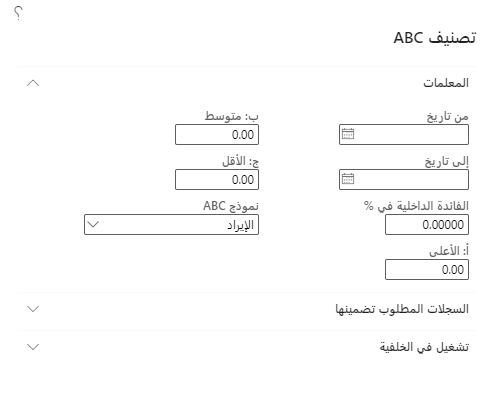 ؟
تصنيف ABC
المعلمات
من تاريخ
إلى تاريخ
الفائدة الداخلية في %
0.00000
أ: الأعلى
0.00
ب: متوسط
0.00
ج: الأقل
0.00
نموذج ABC
الإيراد
السجلات المطلوب تضمينها
تشغيل في الخلفية